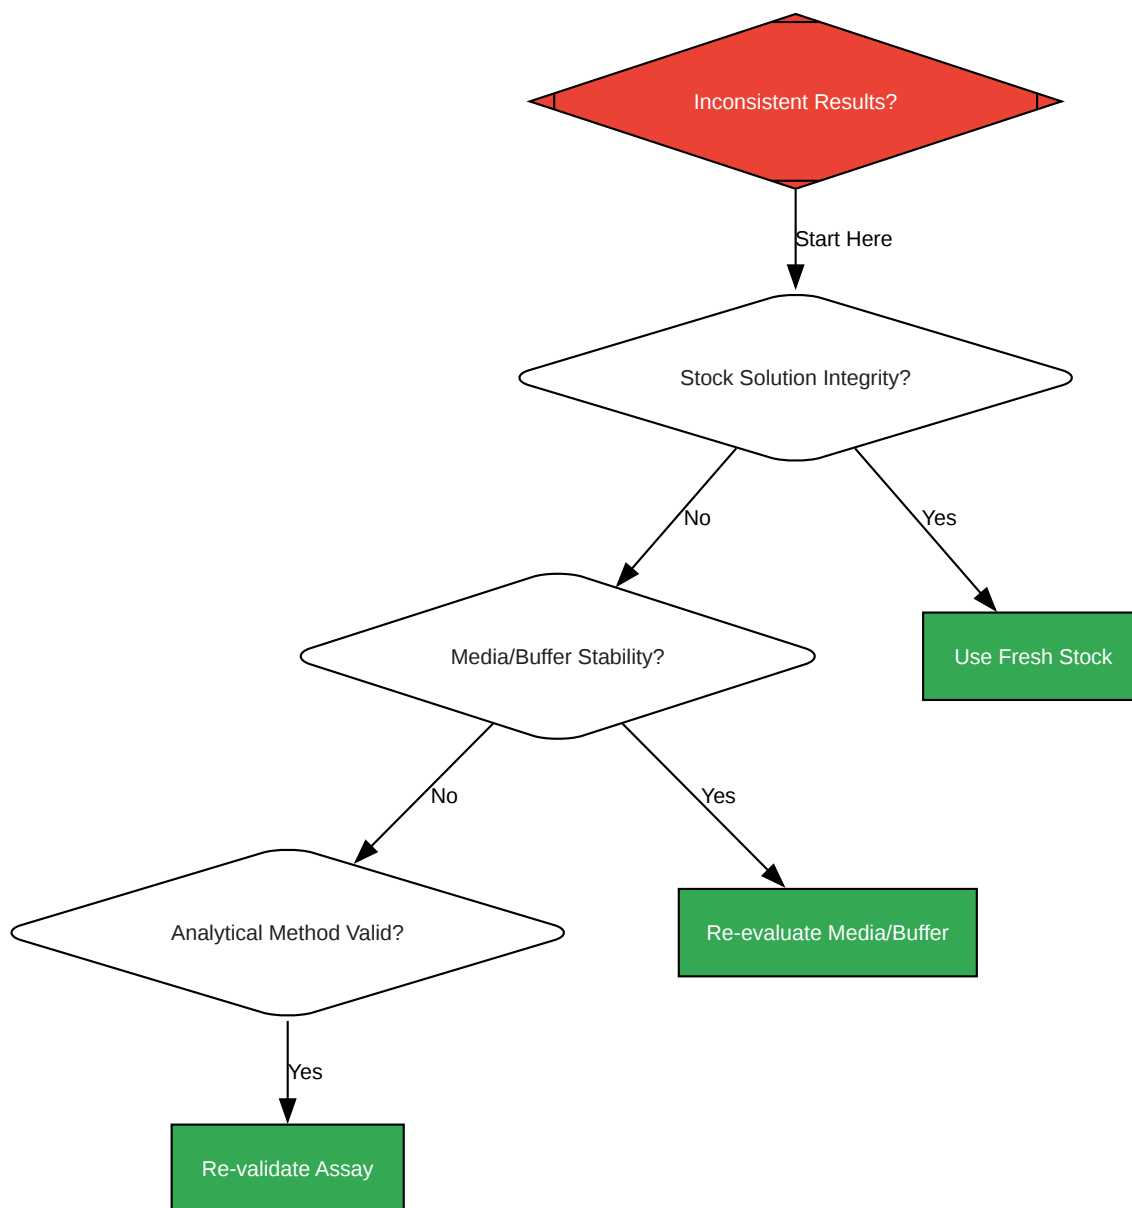 Inconsistent Results?
Start Here
Stock Solution Integrity?
No
Yes
Media/Buffer Stability?
Use Fresh Stock
No
Yes
Analytical Method Valid?
Re-evaluate Media/Buffer
Yes
Re-validate Assay